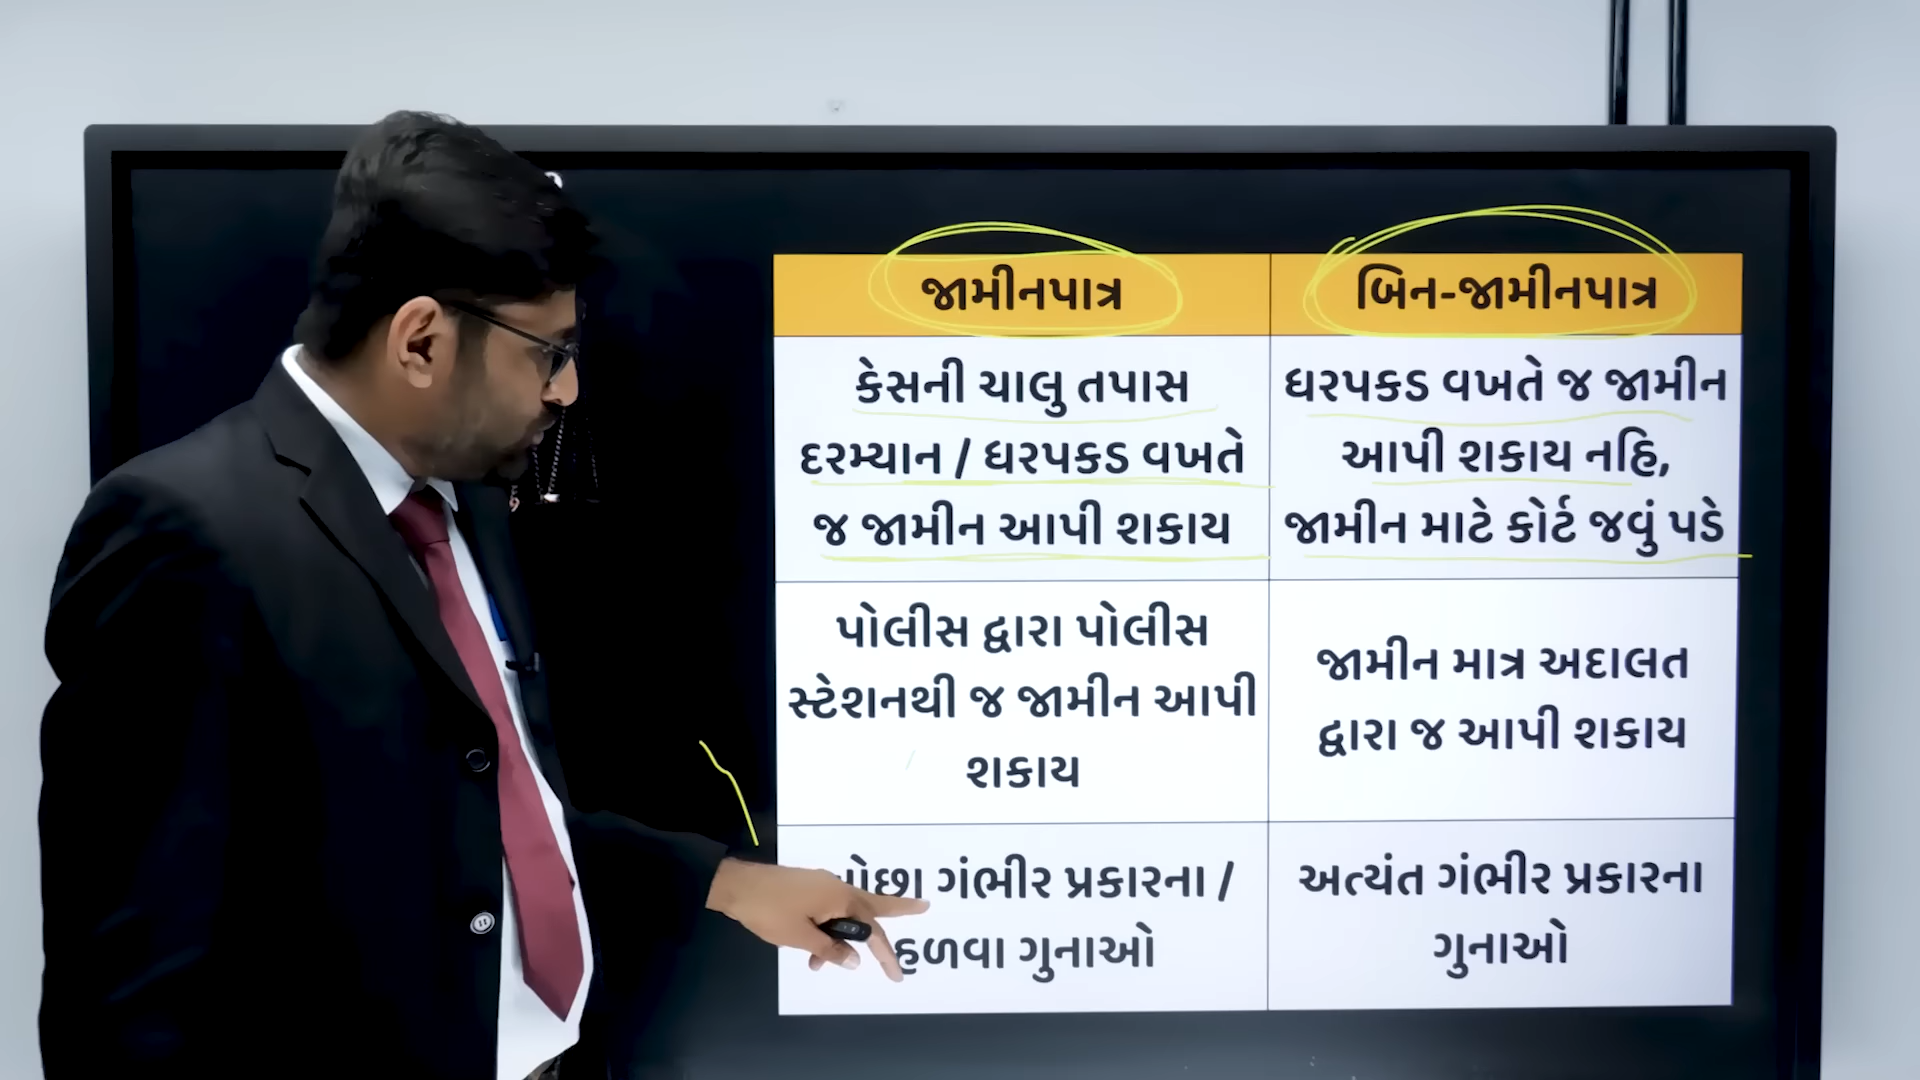 જામીનપાત્ર
બિન-જામીનપાત્ર
કેસની ચાલુ તપાસ
દરમ્યાન / ધરપકડ વખતે
જ જામીન આપી શકાય
ધરપકડ વખતે જ જામીન
આપી શકાય નહિ,
જામીન માટે કોર્ટ જવું પડે
પોલીસ દ્વારા પોલીસ
સ્ટેશનથી જ જામીન આપી
શકાય
જામીન માત્ર અદાલત
દ્વારા જ આપી શકાય
ગંભીર પ્રકારના /
હળવા ગુનાઓ
અત્યંત ગંભીર પ્રકારના
ગુનાઓ